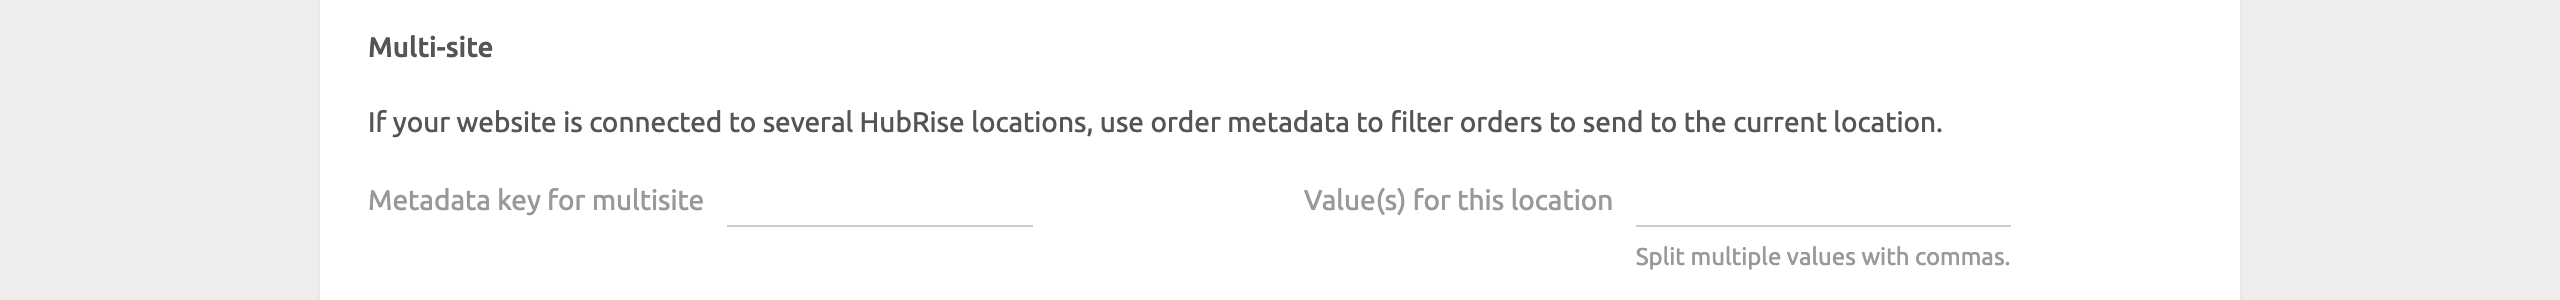 Multi-site
If your website is connected to several HubRise locations, use order metadata to filter orders to send to the current location.
Metadata key for multisite
Value(s) for this location
Split multiple values with commas.